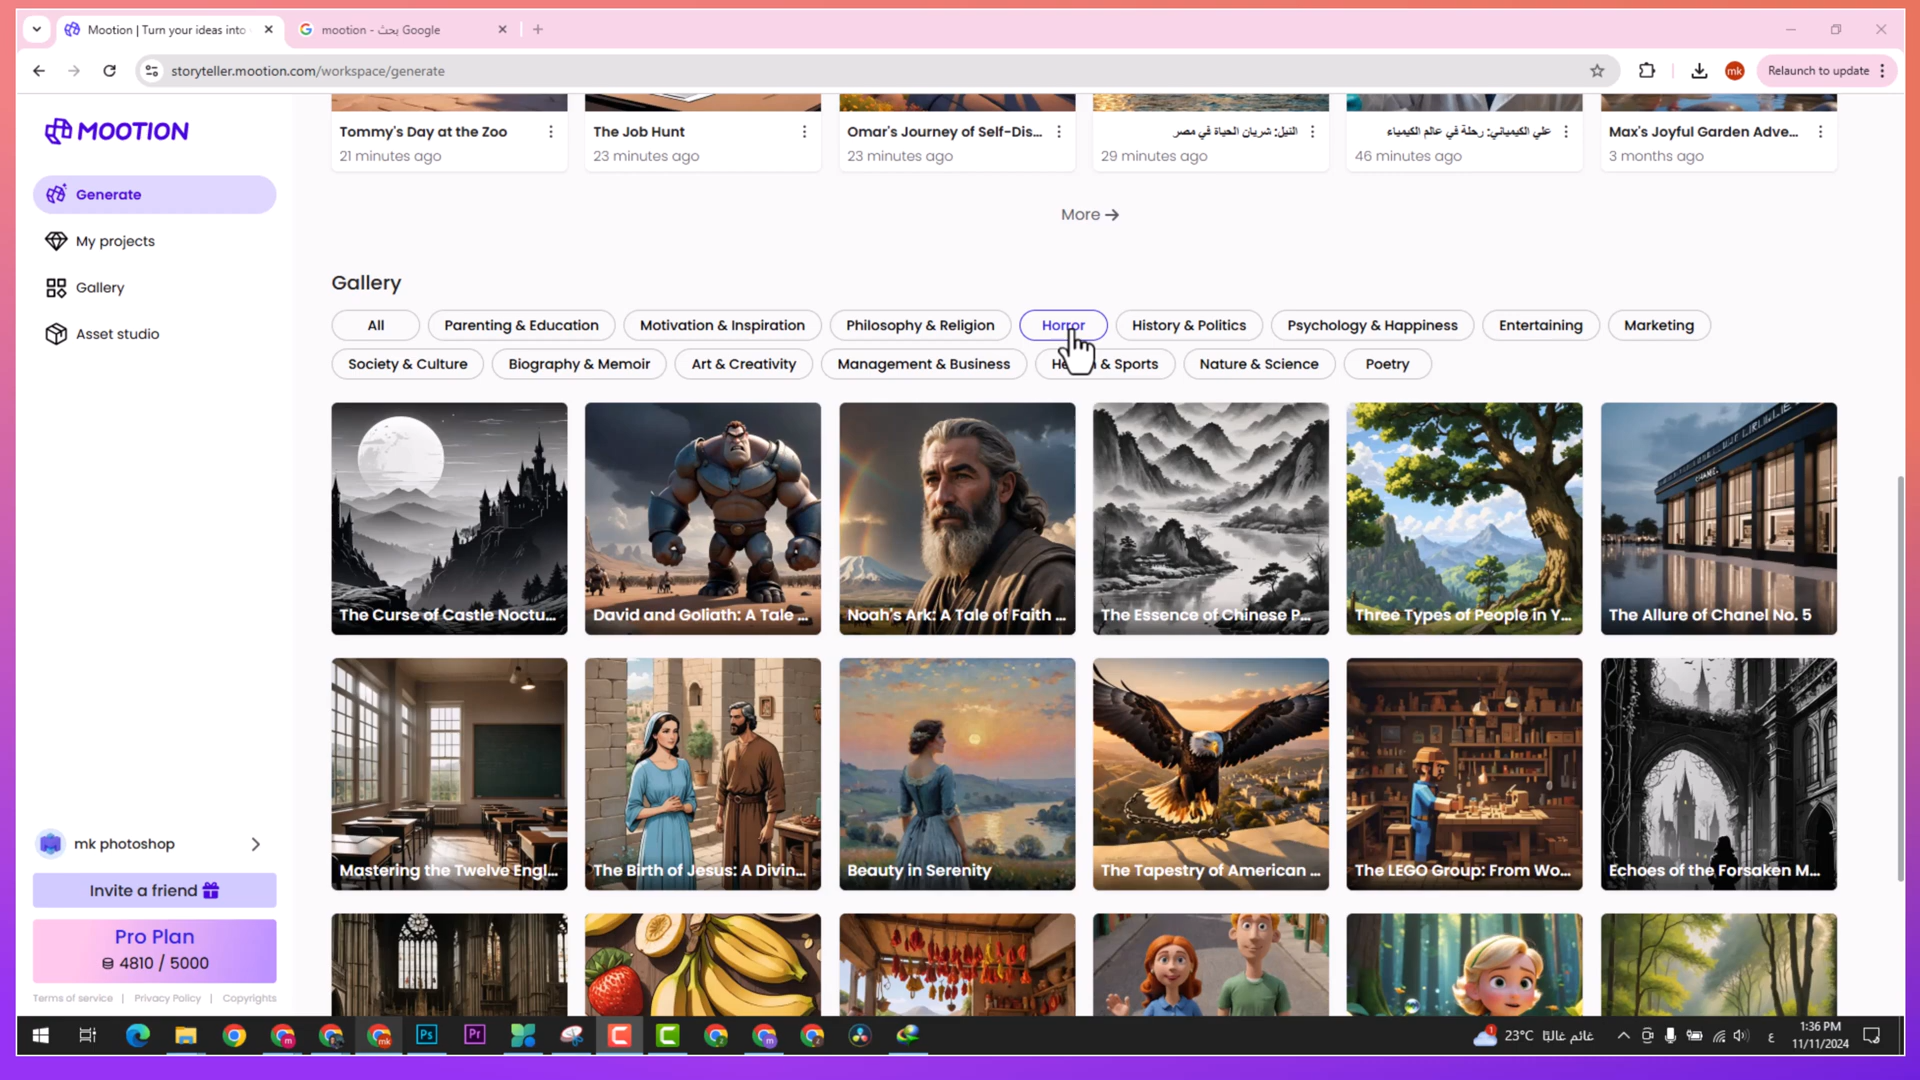 Mootion | Turn your ideas into
mootion - بحث Google
storyteller.mootion.com/workspace/generate
mk
Relaunch to update
MOOTION
Generate
My projects
Gallery
Asset studio
Tommy's Day at the Zoo
21 minutes ago
The Job Hunt
23 minutes ago
Omar's Journey of Self-Dis...
23 minutes ago
النيل: شريان الحياة في مصر
29 minutes ago
علي الكيميائي: رحلة في عالم الكيمياء
46 minutes ago
Max's Joyful Garden Adve...
3 months ago
More →
Gallery
All
Parenting & Education
Motivation & Inspiration
Philosophy & Religion
Horror
History & Politics
Psychology & Happiness
Entertaining
Marketing
Society & Culture
Biography & Memoir
Art & Creativity
Management & Business
& Sports
Nature & Science
Poetry
The Curse of Castle Noctu...
David and Goliath: A Tale ...
Noah's Ark: A Tale of Faith ...
The Essence of Chinese P...
Three Types of People in Y...
CHANEL
The Allure of Chanel No. 5
Mastering the Twelve Engl...
The Birth of Jesus: A Divin...
Beauty in Serenity
The Tapestry of American ...
The LEGO Group: From Wo...
Echoes of the Forsaken M...
mk photoshop
Invite a friend
Pro Plan
4810 / 5000
Terms of service | Privacy Policy | Copyrights
Ps
Pr
23°C غائم غالبًا
ع
1:36 PM
11/11/2024